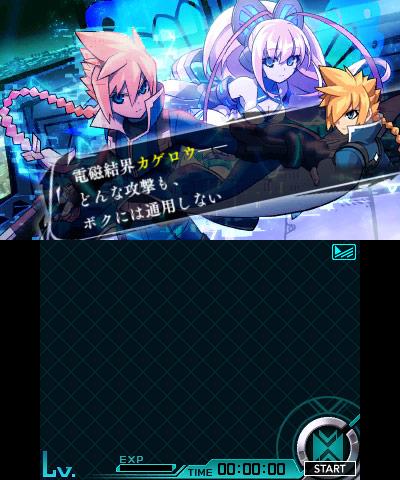 電磁結界カゲロウ──
どんな攻撃も、
ボクには通用しない
Lv.
EXP
TIME 00:00:00
START